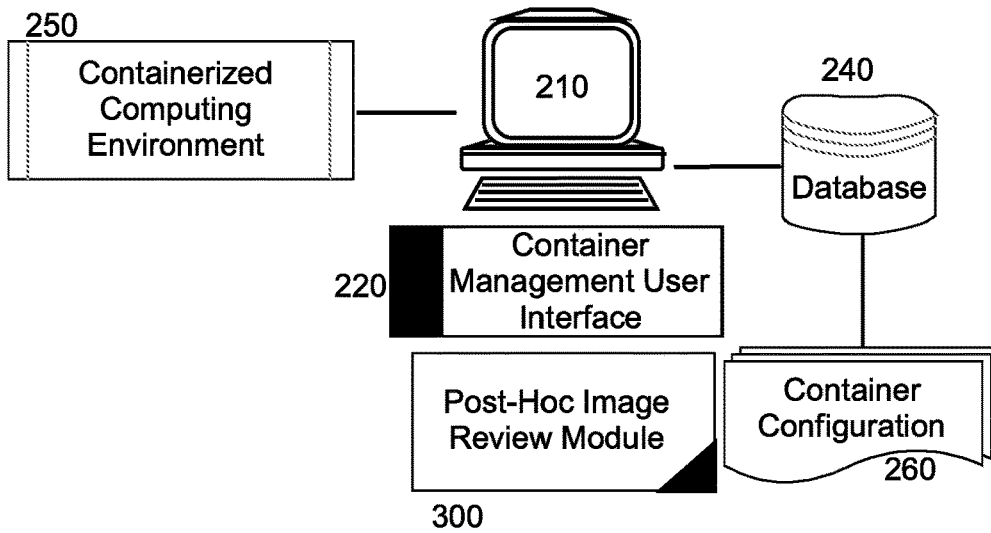 250
Containerized
Computing
Environment
210
240
Database
220
Container
Management User
Interface
Post-Hoc Image
Review Module
300
Container
Configuration
260